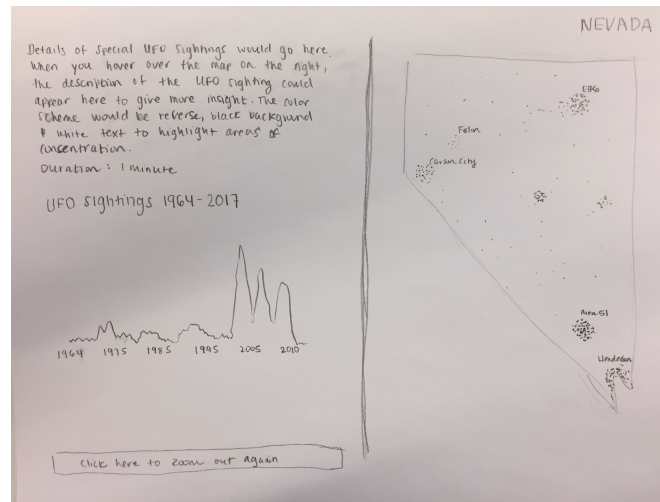 NEVADA
Details of special UFO sightings would go here.
When you hover over the map on the right,
the description of the UFO sighting could
appear here to give more insight. The color
scheme would be reverse, black background
& white text to highlight areas of
concentration.
Duration: 1 minute
UFO sightings 1964-2017
1964 1975 1985 1995 2005 2010
Click here to zoom out again
Elko
Falon
Carson City
Area 51
Henderson